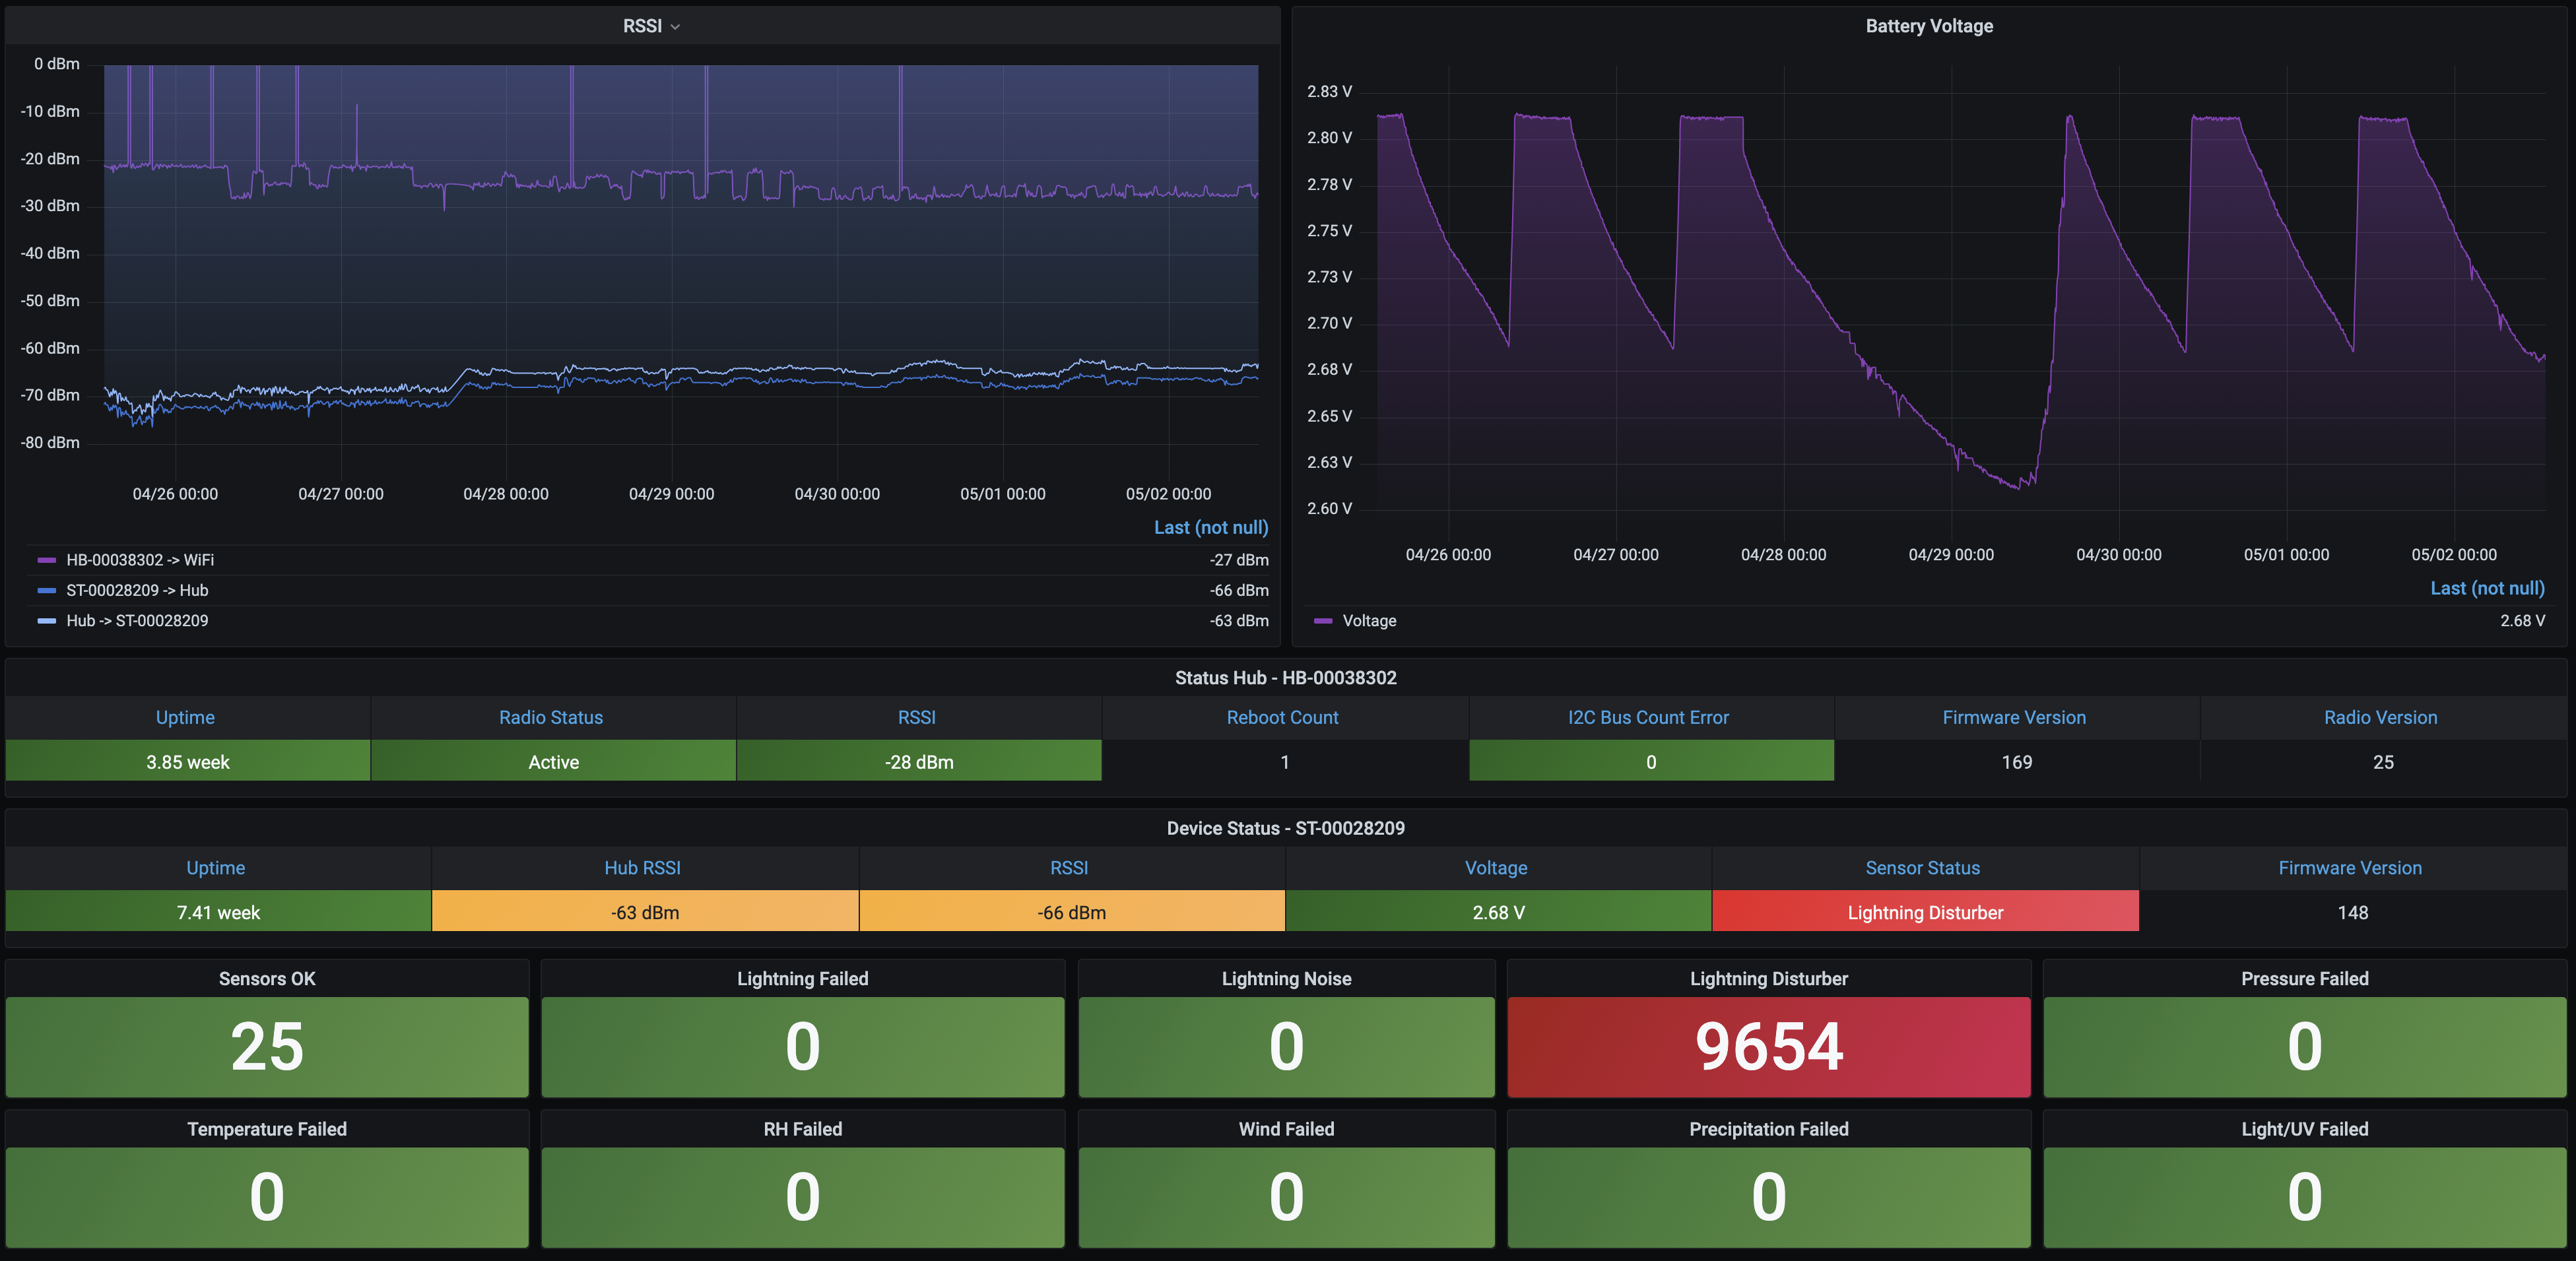 RSSI
0 dBm
-10 dBm
-20 dBm
-30 dBm
-40 dBm
-50 dBm
-60 dBm
-70 dBm
-80 dBm
04/26 00:00 04/27 00:00 04/28 00:00 04/29 00:00 04/30 00:00 05/01 00:00 05/02 00:00
Last (not null)
HB-00038302 -> WiFi -27 dBm
ST-00028209 -> Hub -66 dBm
Hub -> ST-00028209 -63 dBm
Battery Voltage
2.83 V
2.80 V
2.78 V
2.75 V
2.73 V
2.70 V
2.68 V
2.65 V
2.63 V
2.60 V
04/26 00:00 04/27 00:00 04/28 00:00 04/29 00:00 04/30 00:00 05/01 00:00 05/02 00:00
Last (not null)
Voltage 2.68 V
Status Hub - HB-00038302
Uptime Radio Status RSSI Reboot Count I2C Bus Count Error Firmware Version Radio Version
3.85 week Active -28 dBm 1 0 169 25
Device Status - ST-00028209
Uptime Hub RSSI RSSI Voltage Sensor Status Firmware Version
7.41 week -63 dBm -66 dBm 2.68 V Lightning Disturber 148
Sensors OK Lightning Failed Lightning Noise Lightning Disturber Pressure Failed
25 0 0 9654 0
Temperature Failed RH Failed Wind Failed Precipitation Failed Light/UV Failed
0 0 0 0 0